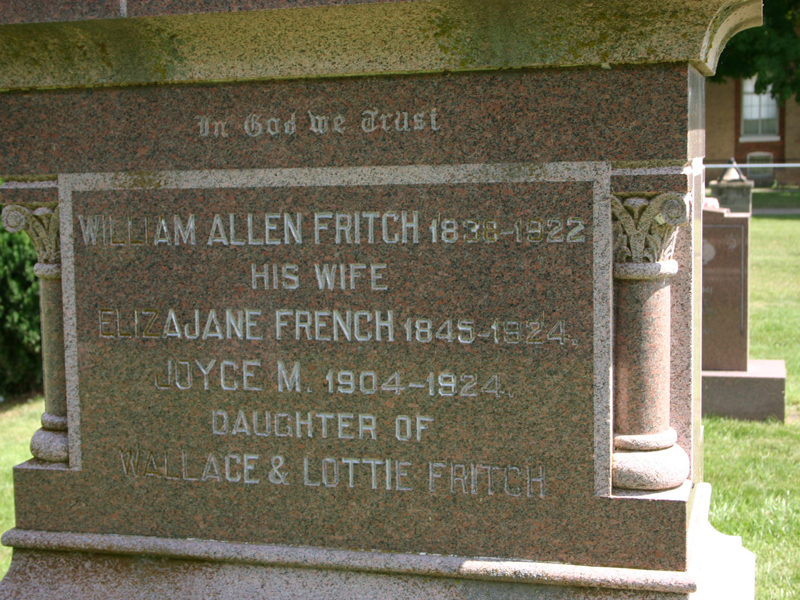 In God we Trust
WILLIAM ALLEN FRITCH 1838-1922
HIS WIFE
ELIZAJANE FRENCH 1845-1924.
JOYCE M. 1904-1924.
DAUGHTER OF
WALLACE & LOTTIE FRITCH